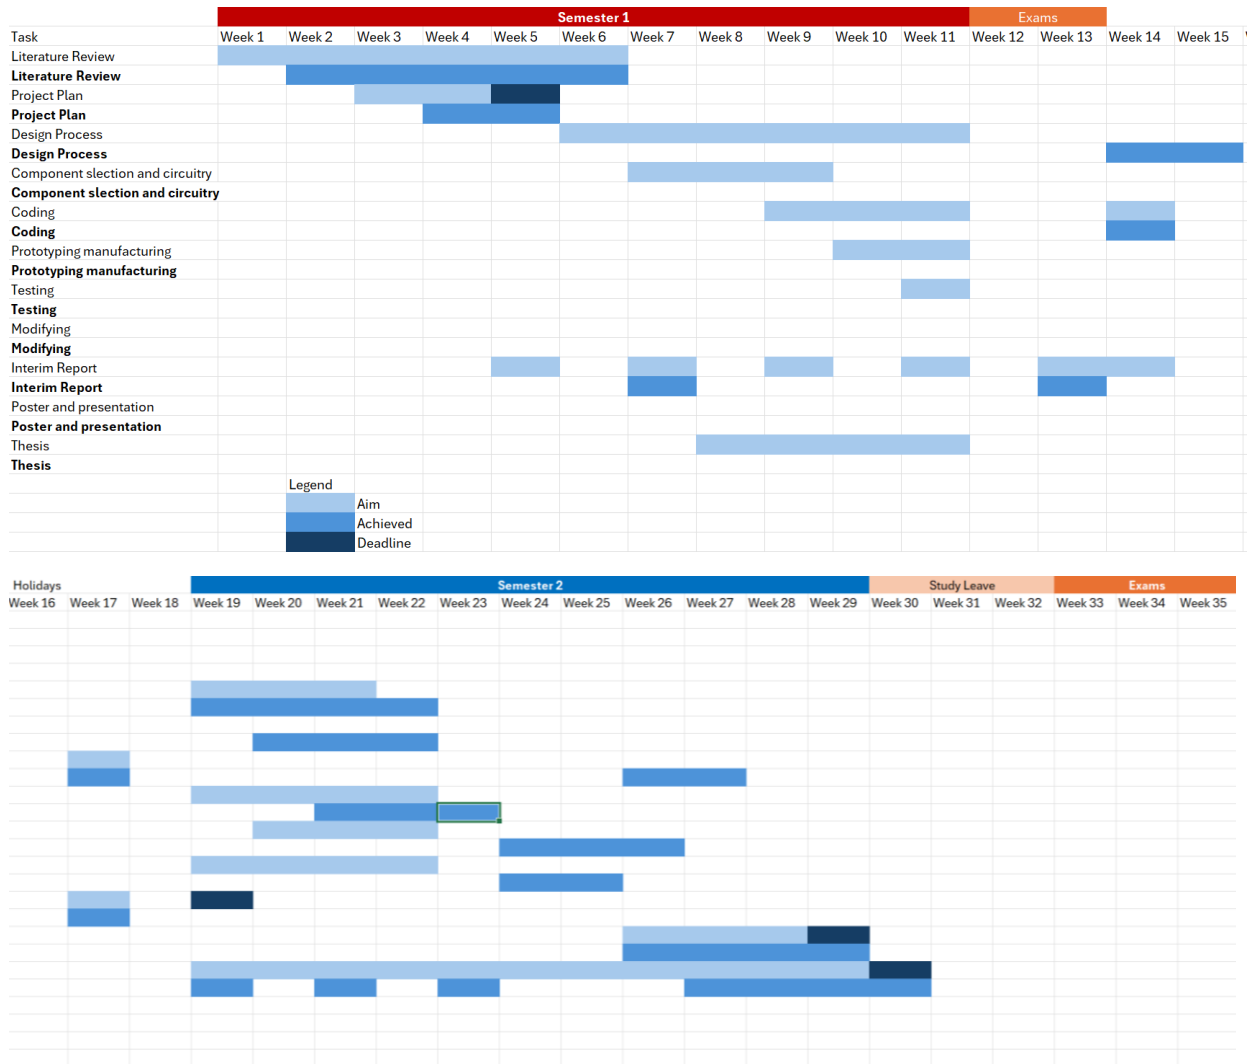 Semester 1 Exams
Task Week 1 Week 2 Week 3 Week 4 Week 5 Week 6 Week 7 Week 8 Week 9 Week 10 Week 11 Week 12 Week 13 Week 14 Week 15
Literature Review
Literature Review
Project Plan
Project Plan
Design Process
Design Process
Component slection and circuitry
Component slection and circuitry
Coding
Coding
Prototyping manufacturing
Prototyping manufacturing
Testing
Testing
Modifying
Modifying
Interim Report
Interim Report
Poster and presentation
Poster and presentation
Thesis
Thesis
Legend
Aim
Achieved
Deadline
Holidays Semester 2 Study Leave Exams
Week 16 Week 17 Week 18 Week 19 Week 20 Week 21 Week 22 Week 23 Week 24 Week 25 Week 26 Week 27 Week 28 Week 29 Week 30 Week 31 Week 32 Week 33 Week 34 Week 35